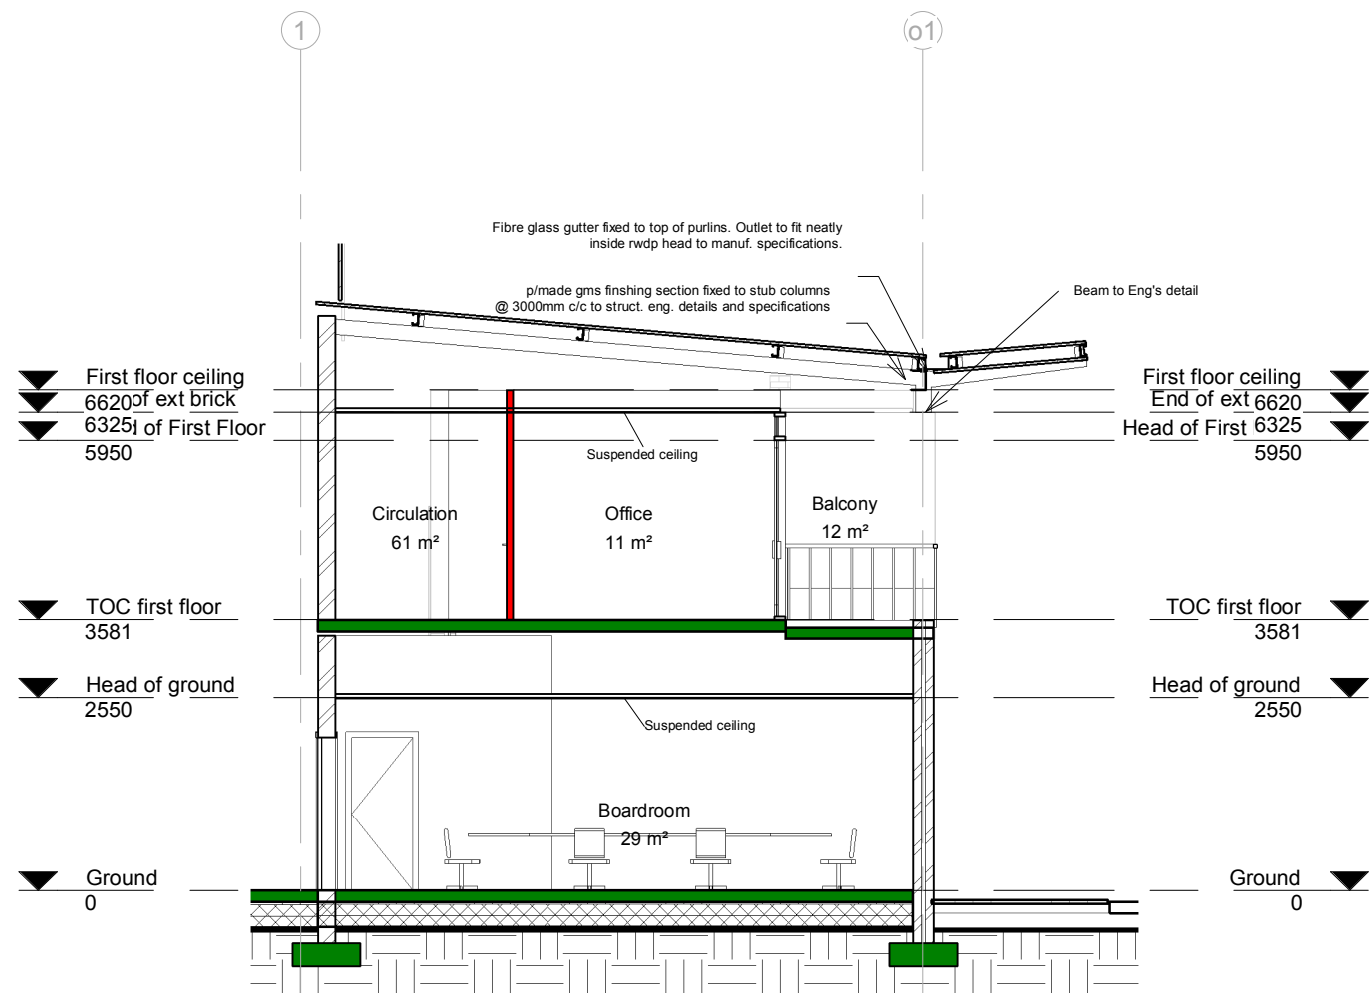 1
o1
Fibre glass gutter fixed to top of purlins. Outlet to fit neatly
inside rwdp head to manuf. specifications.
p/made gms finshing section fixed to stub columns
@ 3000mm c/c to struct. eng. details and specifications
Beam to Eng's detail
First floor ceiling
6620
of ext brick
6325
of First Floor
5950
First floor ceiling
End of ext
6620
Head of First
6325
5950
Suspended ceiling
Circulation
61 m²
Office
11 m²
Balcony
12 m²
TOC first floor
3581
TOC first floor
3581
Head of ground
2550
Head of ground
2550
Suspended ceiling
Boardroom
29 m²
Ground
0
Ground
0